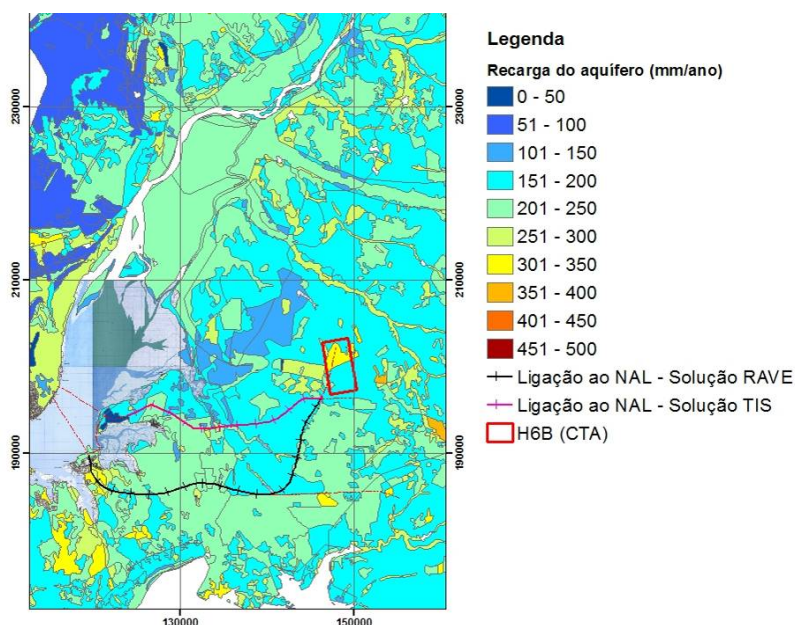 Legenda
Recarga do aquífero (mm/ano)
0 - 50
51 - 100
101 - 150
151 - 200
201 - 250
251 - 300
301 - 350
351 - 400
401 - 450
451 - 500
Ligação ao NAL - Solução RAVE
Ligação ao NAL - Solução TIS
H6B (CTA)
230000
230000
210000
210000
190000
190000
130000
150000